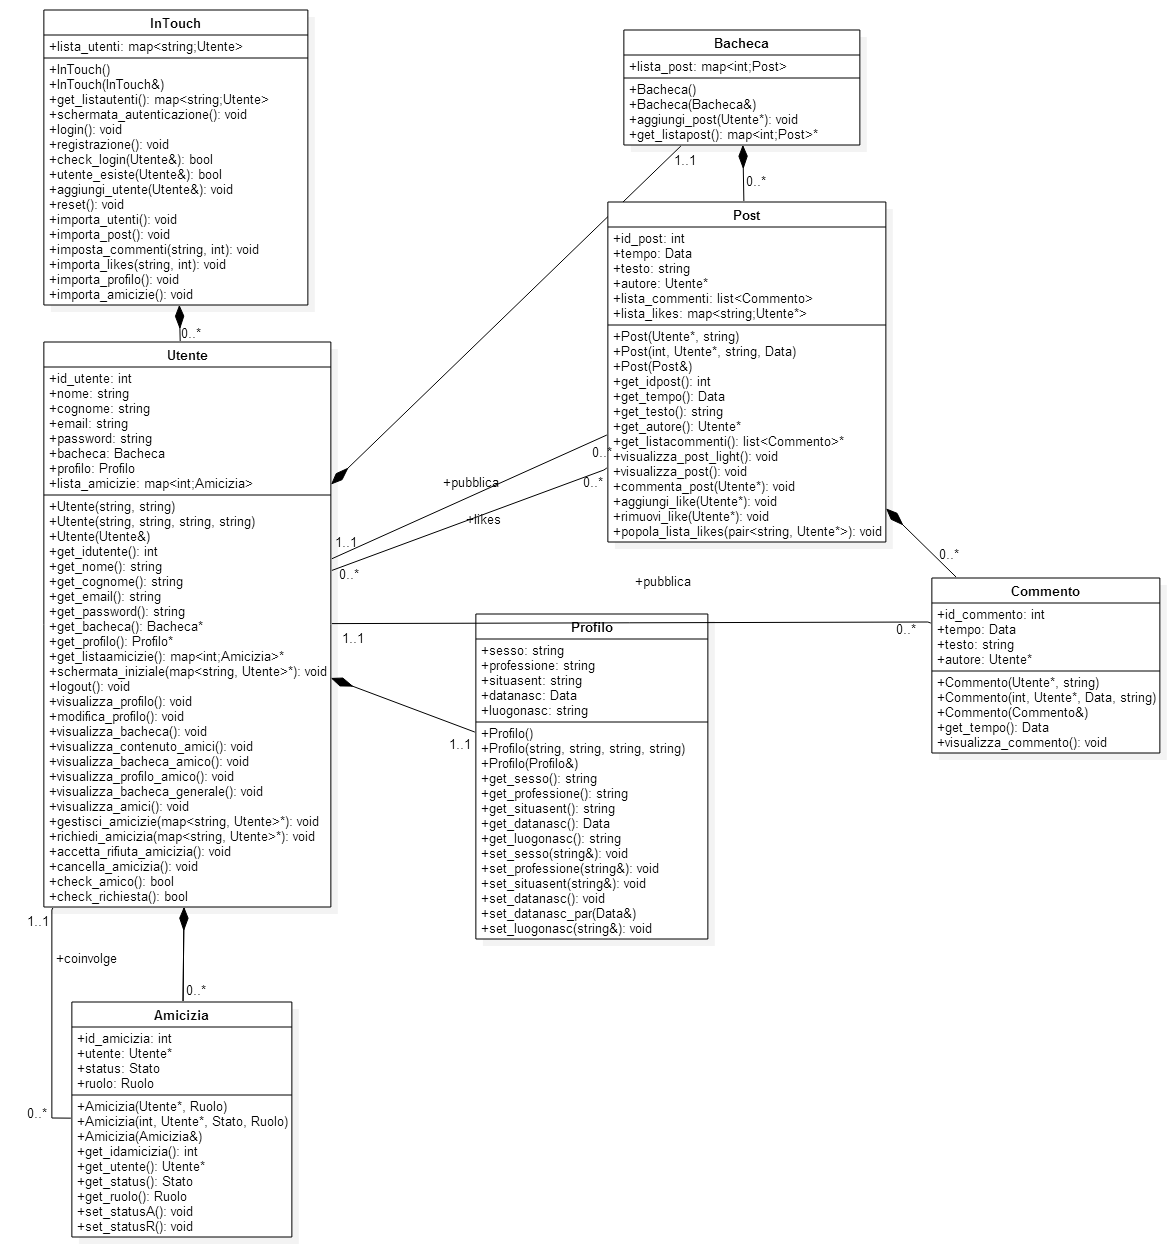 InTouch
+lista_utenti: map<string;Utente>
+InTouch()
+InTouch(InTouch&)
+get_listautenti(): map<string;Utente>
+schermata_autenticazione(): void
+login(): void
+registrazione(): void
+check_login(Utente&): bool
+utente_esiste(Utente&): bool
+aggiungi_utente(Utente&): void
+reset(): void
+importa_utenti(): void
+importa_post(): void
+imposta_commenti(string, int): void
+importa_likes(string, int): void
+importa_profilo(): void
+importa_amicizie(): void
0..*
Bacheca
+lista_post: map<int;Post>
+Bacheca()
+Bacheca(Bacheca&)
+aggiungi_post(Utente*): void
+get_listapost(): map<int;Post>*
1..1
0..*
Post
+id_post: int
+tempo: Data
+testo: string
+autore: Utente*
+lista_commenti: list<Commento>
+lista_likes: map<string;Utente*>
+Post(Utente*, string)
+Post(int, Utente*, string, Data)
+Post(Post&)
+get_idpost(): int
+get_tempo(): Data
+get_testo(): string
+get_autore(): Utente*
+get_listacommenti(): list<Commento>*
+visualizza_post_light(): void
+visualizza_post(): void
+commenta_post(Utente*): void
+aggiungi_like(Utente*): void
+rimuovi_like(Utente*): void
+popola_lista_likes(pair<string, Utente*>): void
0..*
+pubblica
0..*
+likes
1..1
0..*
0..*
Utente
+id_utente: int
+nome: string
+cognome: string
+email: string
+password: string
+bacheca: Bacheca
+profilo: Profilo
+lista_amicizie: map<int;Amicizia>
+Utente(string, string)
+Utente(string, string, string, string)
+Utente(Utente&)
+get_idutente(): int
+get_nome(): string
+get_cognome(): string
+get_email(): string
+get_password(): string
+get_bacheca(): Bacheca*
+get_profilo(): Profilo*
+get_listaamicizie(): map<int;Amicizia>*
+schermata_iniziale(map<string, Utente>*): void
+logout(): void
+visualizza_profilo(): void
+modifica_profilo(): void
+visualizza_bacheca(): void
+visualizza_contenuto_amici(): void
+visualizza_bacheca_amico(): void
+visualizza_profilo_amico(): void
+visualizza_bacheca_generale(): void
+visualizza_amici(): void
+gestisci_amicizie(map<string, Utente>*): void
+richiedi_amicizia(map<string, Utente>*): void
+accetta_rifiuta_amicizia(): void
+cancella_amicizia(): void
+check_amico(): bool
+check_richiesta(): bool
+pubblica
1..1
0..*
Commento
+id_commento: int
+tempo: Data
+testo: string
+autore: Utente*
+Commento(Utente*, string)
+Commento(int, Utente*, Data, string)
+Commento(Commento&)
+get_tempo(): Data
+visualizza_commento(): void
1..1
Profilo
+sesso: string
+professione: string
+situasent: string
+datanasc: Data
+luogonasc: string
+Profilo()
+Profilo(string, string, string, string)
+Profilo(Profilo&)
+get_sesso(): string
+get_professione(): string
+get_situasent(): string
+get_datanasc(): Data
+get_luogonasc(): string
+set_sesso(string&): void
+set_professione(string&): void
+set_situasent(string&): void
+set_datanasc(): void
+set_datanasc_par(Data&)
+set_luogonasc(string&): void
1..1
+coinvolge
0..*
0..*
Amicizia
+id_amicizia: int
+utente: Utente*
+status: Stato
+ruolo: Ruolo
+Amicizia(Utente*, Ruolo)
+Amicizia(int, Utente*, Stato, Ruolo)
+Amicizia(Amicizia&)
+get_idamicizia(): int
+get_utente(): Utente*
+get_status(): Stato
+get_ruolo(): Ruolo
+set_statusA(): void
+set_statusR(): void